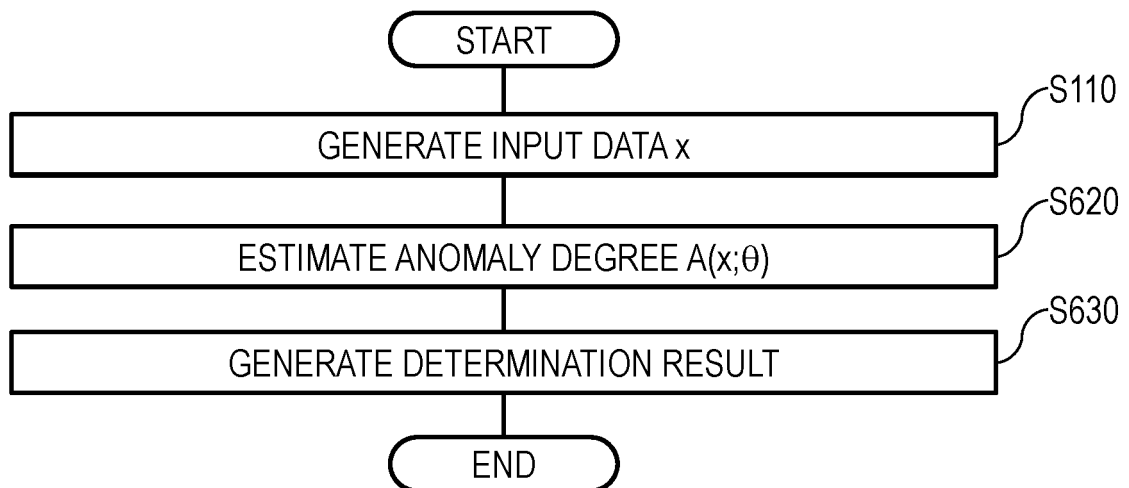 START
S110
GENERATE INPUT DATA x
S620
ESTIMATE ANOMALY DEGREE A(x;θ)
S630
GENERATE DETERMINATION RESULT
END